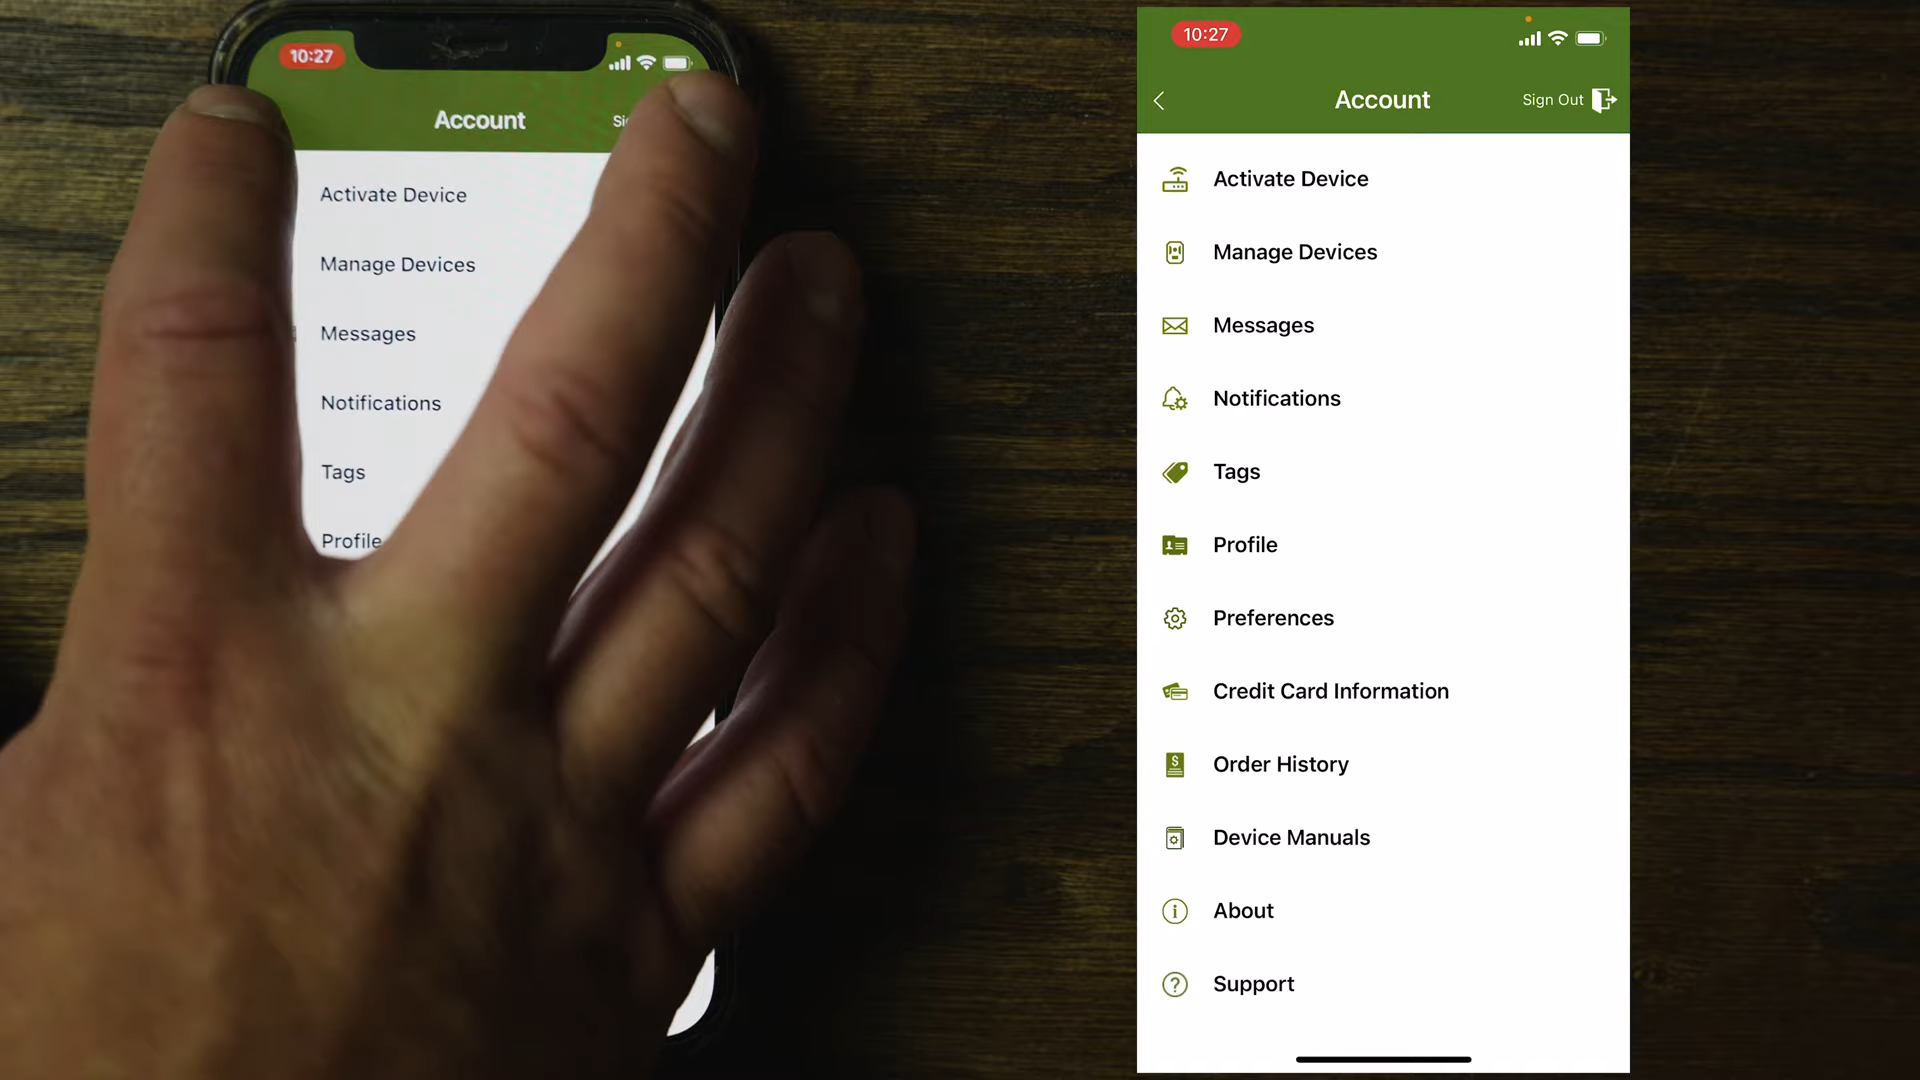 10:27
Account
Activate Device
Manage Devices
Messages
Notifications
Tags
Profile
10:27
Account
Sign Out
Activate Device
Manage Devices
Messages
Notifications
Tags
Profile
Preferences
Credit Card Information
Order History
Device Manuals
About
Support